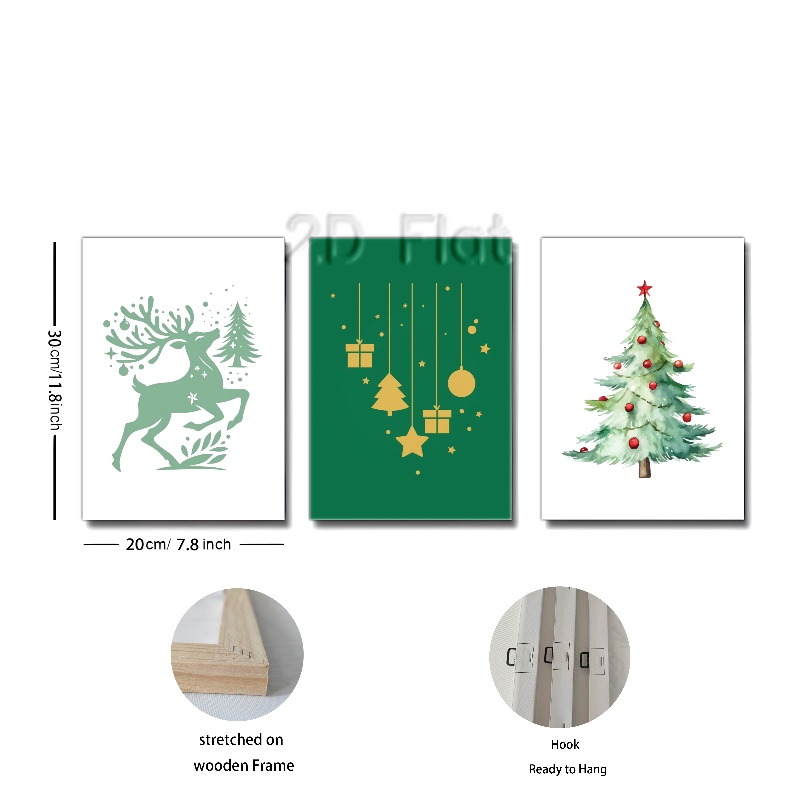 2D Flat
30cm/11.8inch
20cm/ 7.8 inch
stretched on
wooden Frame
Hook
Ready to Hang